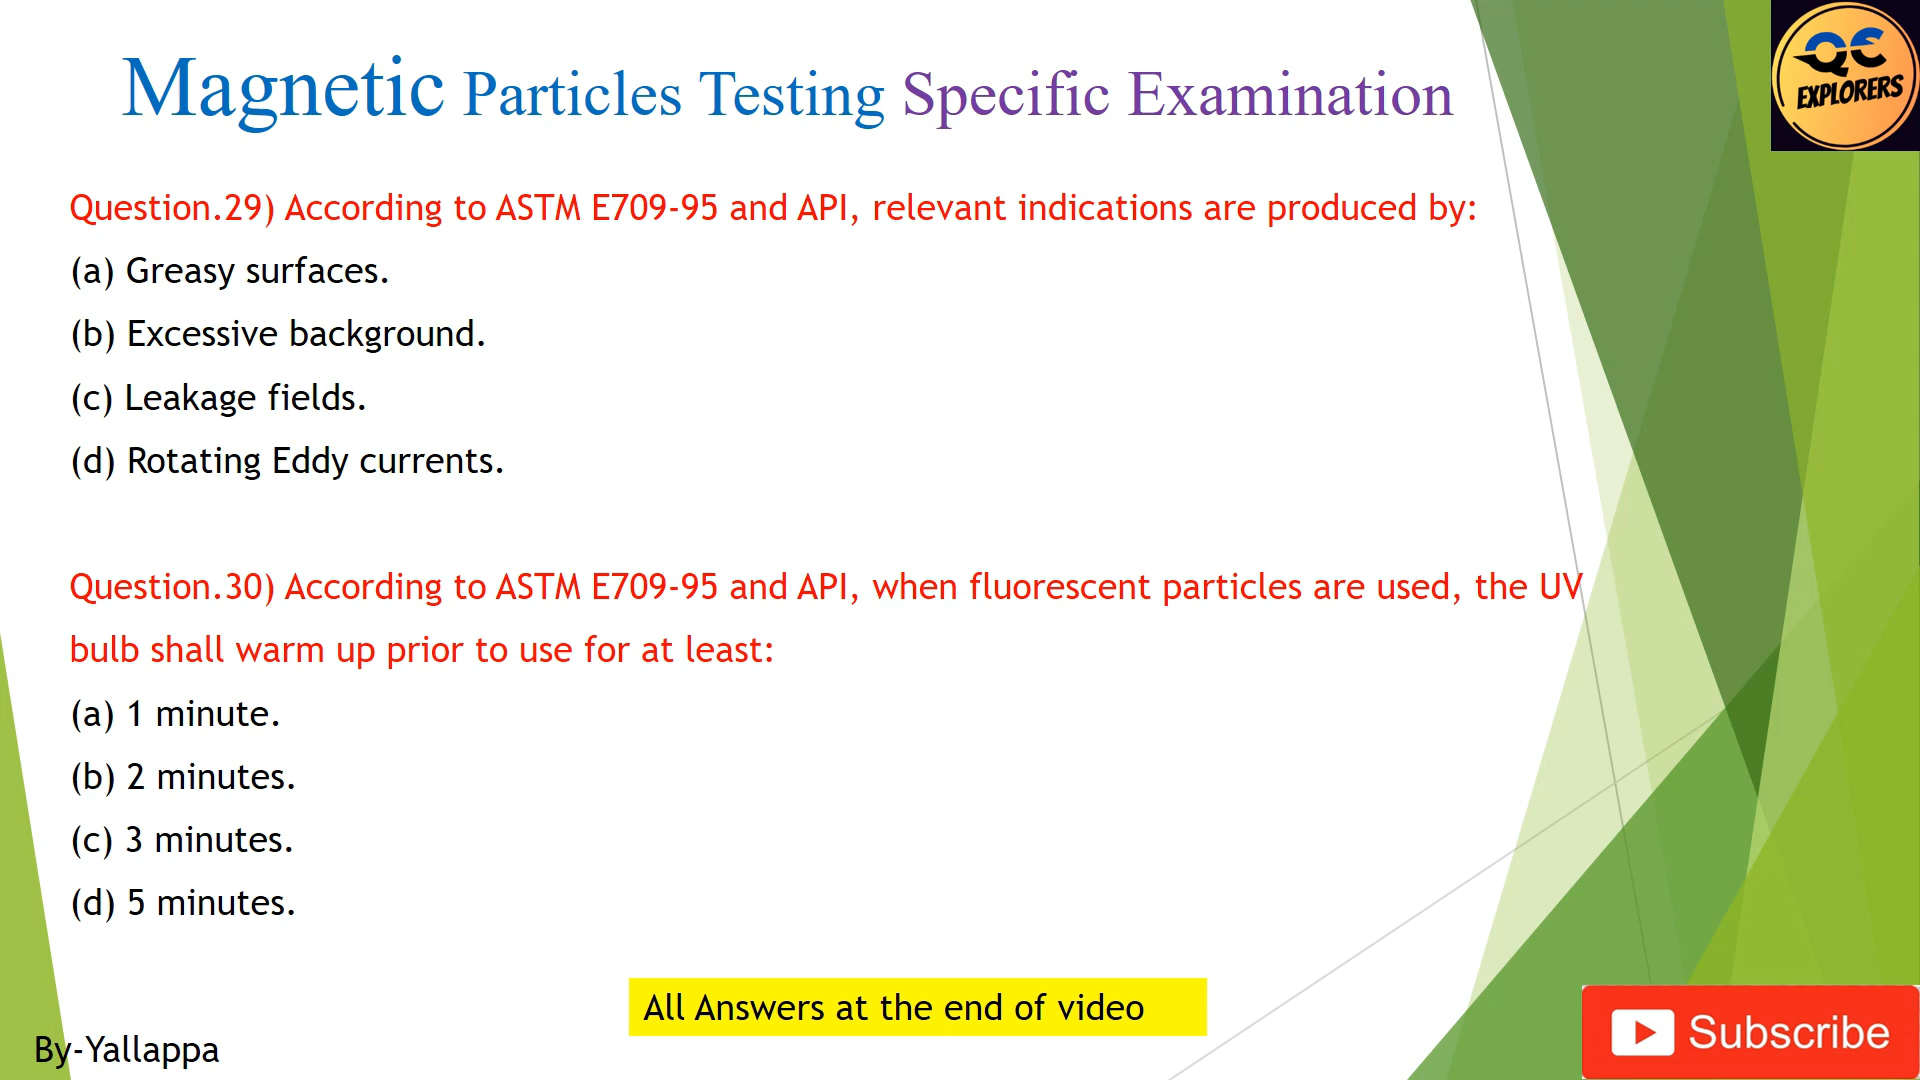 Magnetic Particles Testing Specific Examination
QC
EXPLORERS
Question.29) According to ASTM E709-95 and API, relevant indications are produced by:
(a) Greasy surfaces.
(b) Excessive background.
(c) Leakage fields.
(d) Rotating Eddy currents.
Question.30) According to ASTM E709-95 and API, when fluorescent particles are used, the UV
bulb shall warm up prior to use for at least:
(a) 1 minute.
(b) 2 minutes.
(c) 3 minutes.
(d) 5 minutes.
All Answers at the end of video
Subscribe
By-Yallappa